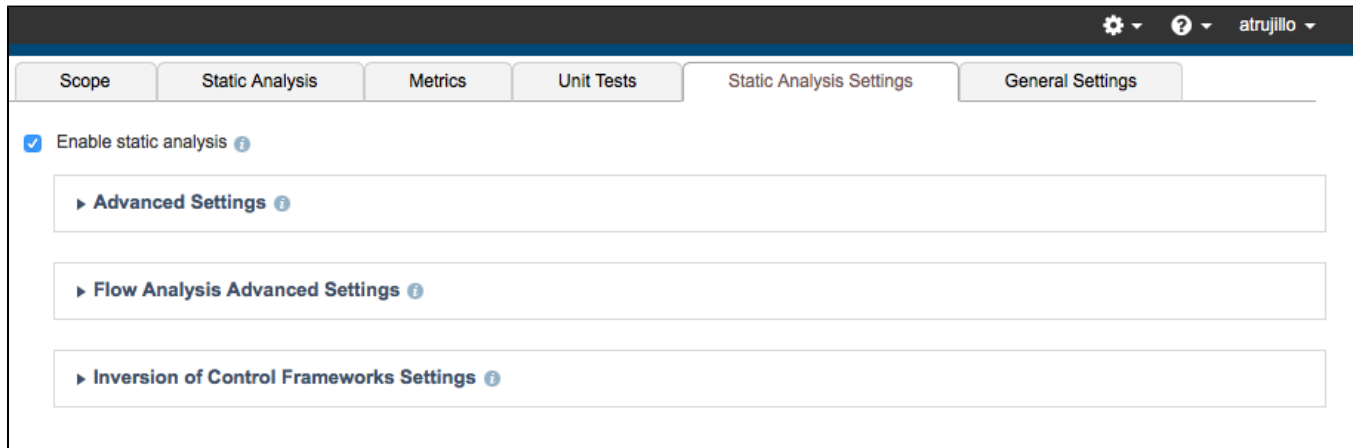 atrujillo
Scope Static Analysis Metrics Unit Tests Static Analysis Settings General Settings
Enable static analysis
Advanced Settings
Flow Analysis Advanced Settings
Inversion of Control Frameworks Settings